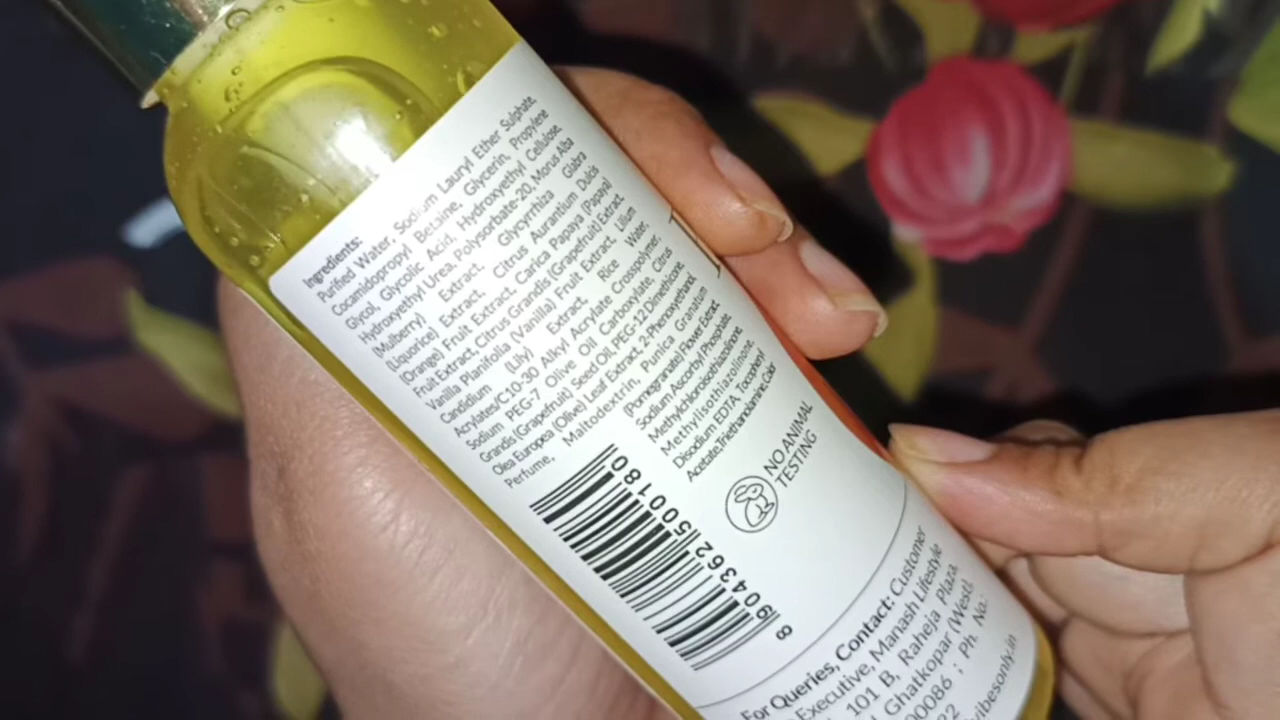 Ingredients:
Purified Water, Sodium Lauryl Ether Sulphate,
Cocamidopropyl Betaine, Glycerin, Propylene
Glycol, Glycolic Acid, Hydroxyethyl Cellulose,
Hydroxyethyl Urea, Polysorbate-20, Morus Alba
(Mulberry) Extract, Glycyrrhiza Glabra
(Liquorice) Extract, Citrus Aurantium Dulcis
(Orange) Fruit Extract, Carica Papaya (Papaya)
Fruit Extract, Citrus Grandis (Grapefruit) Extract,
Vanilla Planifolia (Vanilla) Fruit Extract, Lilium
Candidium (Lily) Extract, Rice Water,
Acrylates/C10-30 Alkyl Acrylate Crosspolymer,
Sodium PEG-7 Olive Oil Carboxylate, Citrus
Grandis (Grapefruit) Seed Oil, PEG-12 Dimethicone,
Olea Europea (Olive) Leaf Extract, 2-Phenoxyethanol,
Perfume, Maltodextrin, Punica Granatum
(Pomegranate) Flower Extract,
Sodium Ascorbyl Phosphate,
Methylchloroisothiazolinone,
Methylisothiazolinone,
Disodium EDTA, Tocopheryl
Acetate, Triethanolamine, Color
8 904362 500180
NO ANIMAL
TESTING
For Queries, Contact: Customer
Executive, Manash Lifestyle
101 B, Raheja Plaza,
Ghatkopar (West),
00086 ; Ph. No.:
22
vibesonly.in